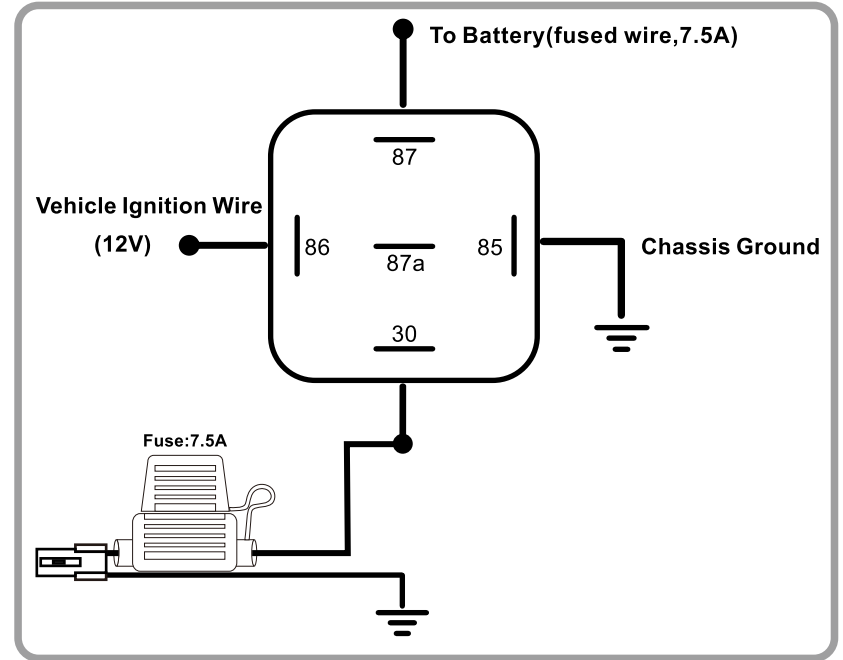 To Battery(fused wire,7.5A)
87
Vehicle Ignition Wire
(12V)
86
87a
85
Chassis Ground
30
Fuse:7.5A